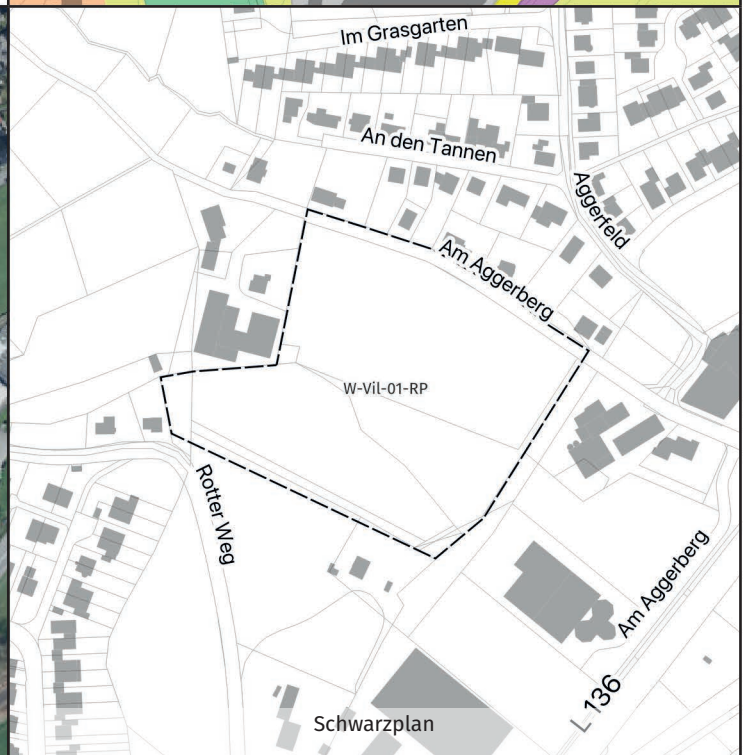 Im Grasgarten
An den Tannen
Aggerfeld
Am Aggerberg
W-Vil-01-RP
Rotter Weg
Am Aggerberg
L 136
Schwarzplan